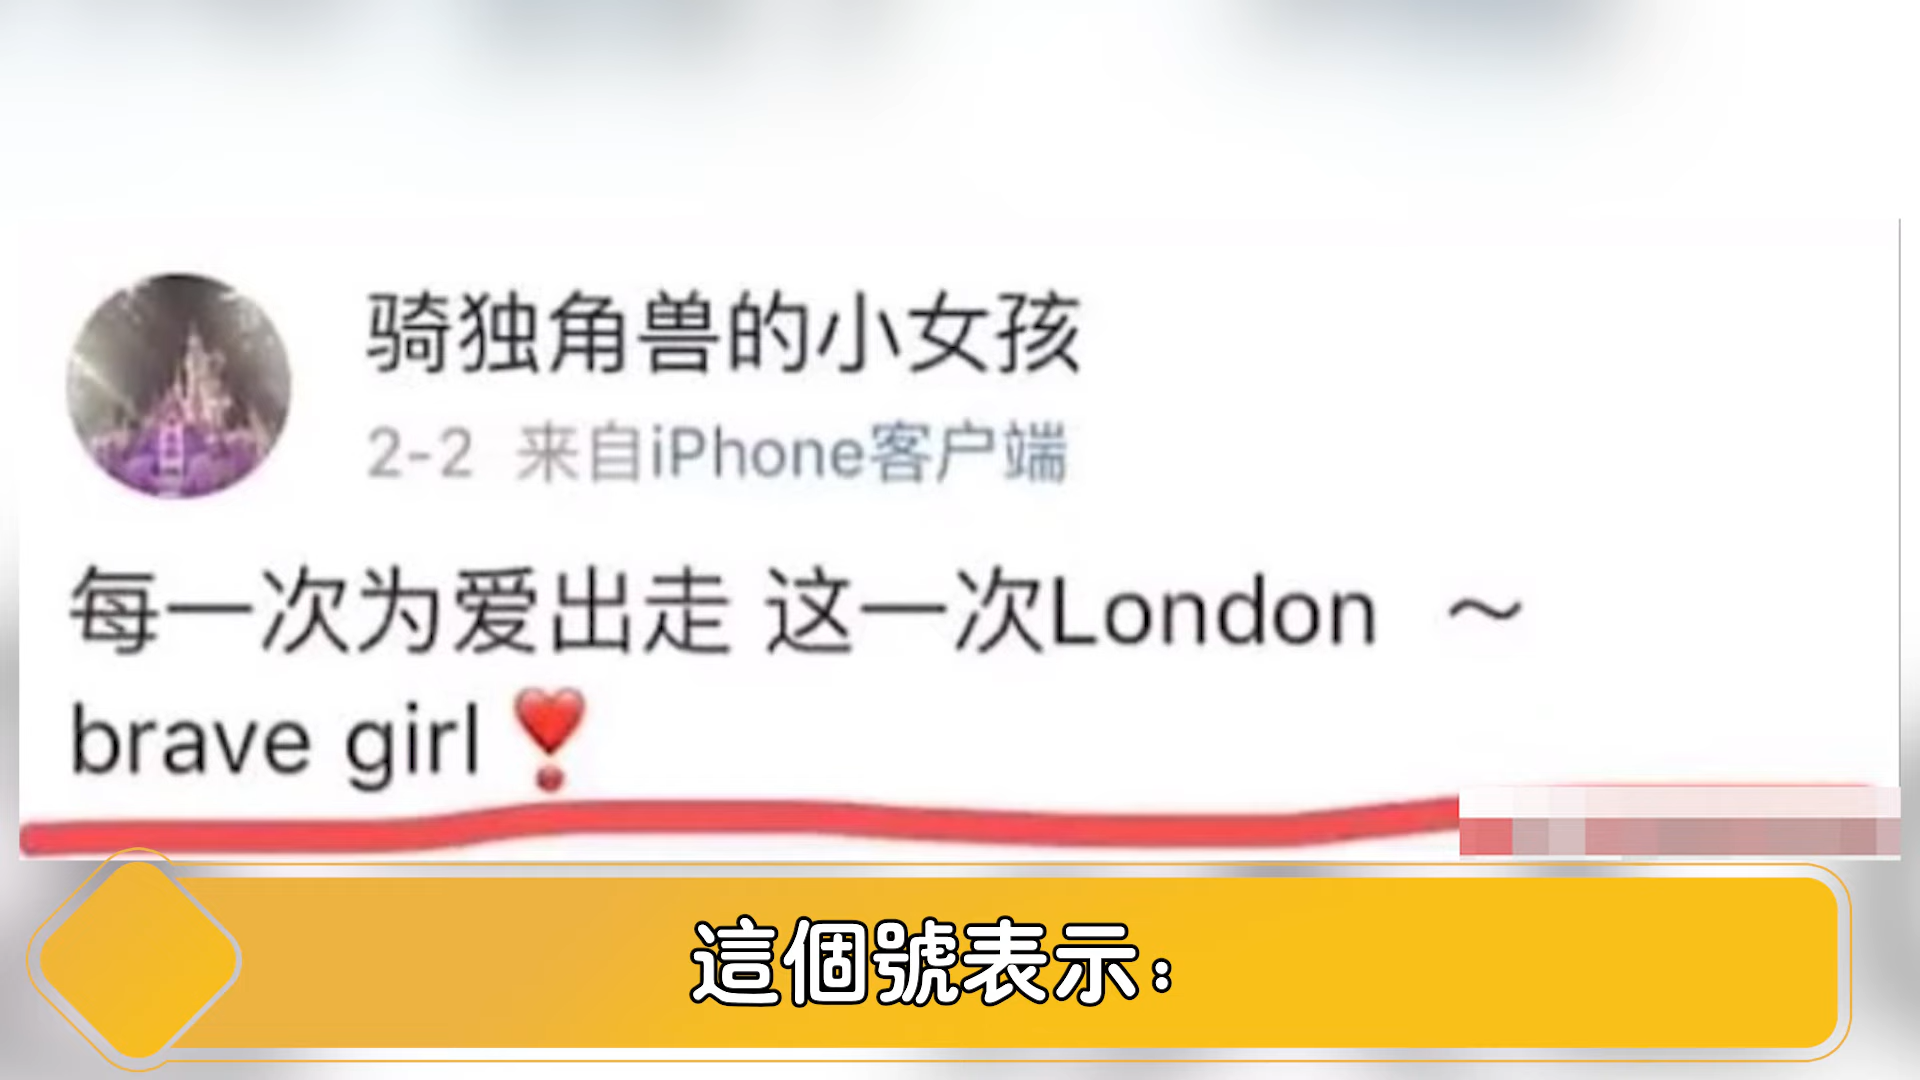 骑独角兽的小女孩
2-2 来自iPhone客户端
每一次为爱出走 这一次London ～
brave girl❣️
這個號表示：